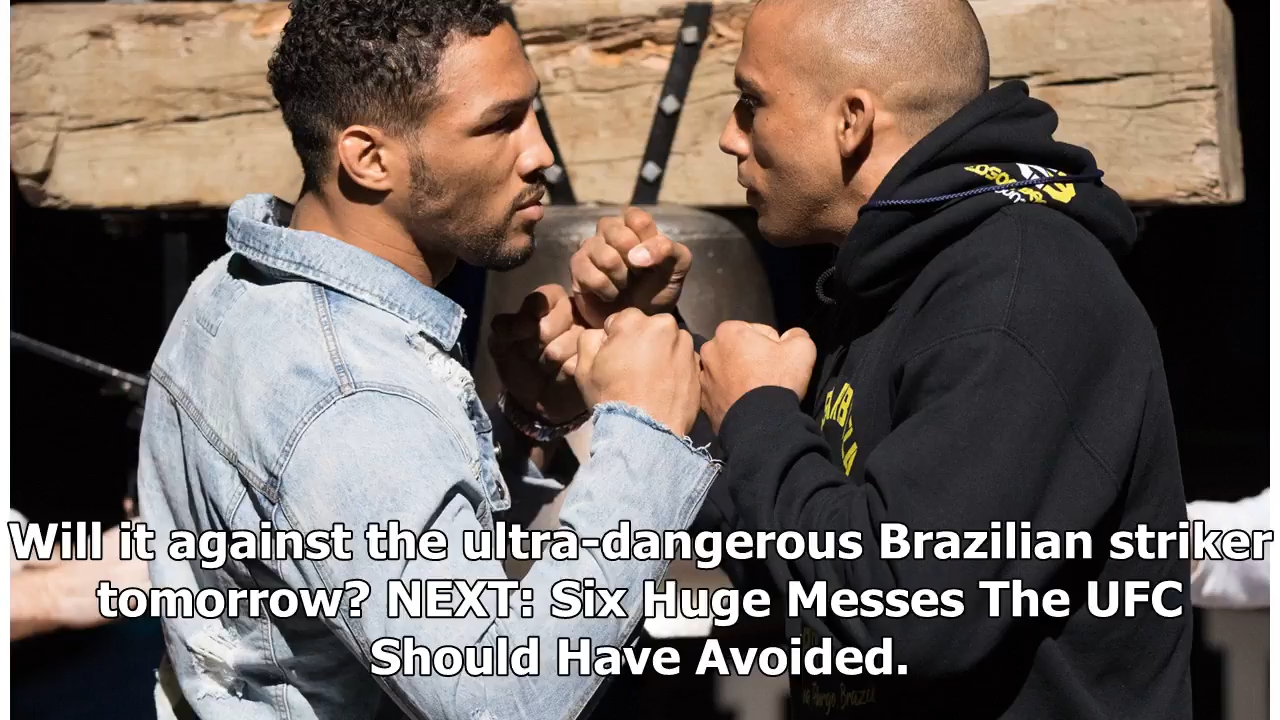 Will it against the ultra-dangerous Brazilian striker
tomorrow? NEXT: Six Huge Messes The UFC
Should Have Avoided.